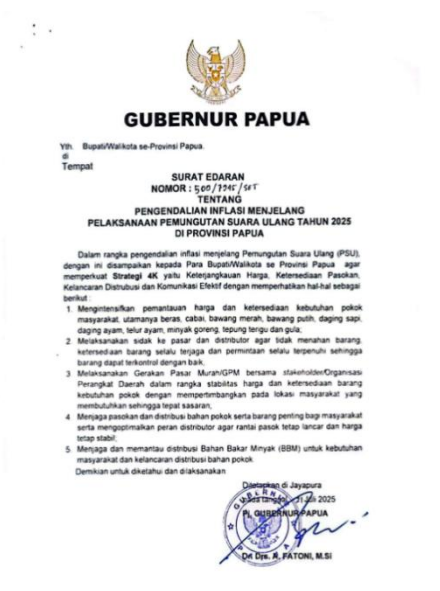 GUBERNUR PAPUA
Yth. Bupati/Walikota se-Provinsi Papua.
di
Tempat
SURAT EDARAN
NOMOR : 500/7295/SET
TENTANG
PENGENDALIAN INFLASI MENJELANG
PELAKSANAAN PEMUNGUTAN SUARA ULANG TAHUN 2025
DI PROVINSI PAPUA
Dalam rangka pengendalian inflasi menjelang Pemungutan Suara Ulang (PSU),
dengan ini disampaikan kepada Para Bupati/Walikota se Provinsi Papua agar
memperkuat Strategi 4K yaitu Keterjangkauan Harga, Ketersediaan Pasokan,
Kelancaran Distrubusi dan Komunikasi Efektif dengan memperhatikan hal-hal sebagai
berikut :
1. Mengintensifkan pemantauan harga dan ketersediaan kebutuhan pokok
masyarakat, utamanya beras, cabai, bawang merah, bawang putih, daging sapi,
daging ayam, telur ayam, minyak goreng, tepung terigu dan gula;
2. Melaksanakan sidak ke pasar dan distributor agar tidak menahan barang,
ketersediaan barang selalu terjaga dan permintaan selalu terpenuhi sehingga
barang dapat terkontrol dengan baik,
3 Melaksanakan Gerakan Pasar Murah/GPM bersama stakeholder/Organisasi
Perangkat Daerah dalam rangka stabilitas harga dan ketersediaan barang
kebutuhan pokok dengan mempertimbangkan pada lokasi masyarakat yang
membutuhkan sehingga tepat sasaran;
4 Menjaga pasokan dan distribusi bahan pokok serta barang penting bagi masyarakat
serta mengoptimalkan peran distributor agar rantai pasok tetap lancar dan harga
tetap stabil;
5. Menjaga dan memantau distribusi Bahan Bakar Minyak (BBM) untuk kebutuhan
masyarakat dan kelancaran distribusi bahan pokok.
Demikian untuk diketahui dan dilaksanakan
Ditetapkan di Jayapura
Pada tanggal 31 Juli 2025
Pj. GUBERNUR PAPUA
FATONI, M.Si